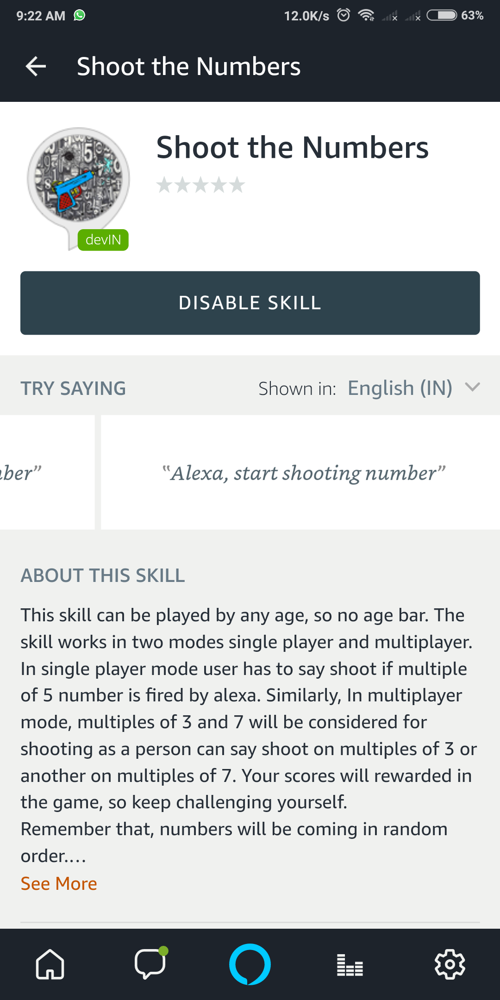 9:22 AM 12.0K/s 63%
Shoot the Numbers
Shoot the Numbers
devIN
DISABLE SKILL
TRY SAYING Shown in: English (IN)
ber” “Alexa, start shooting number”
ABOUT THIS SKILL
This skill can be played by any age, so no age bar. The
skill works in two modes single player and multiplayer.
In single player mode user has to say shoot if multiple
of 5 number is fired by alexa. Similarly, In multiplayer
mode, multiples of 3 and 7 will be considered for
shooting as a person can say shoot on multiples of 3 or
another on multiples of 7. Your scores will rewarded in
the game, so keep challenging yourself.
Remember that, numbers will be coming in random
order....
See More